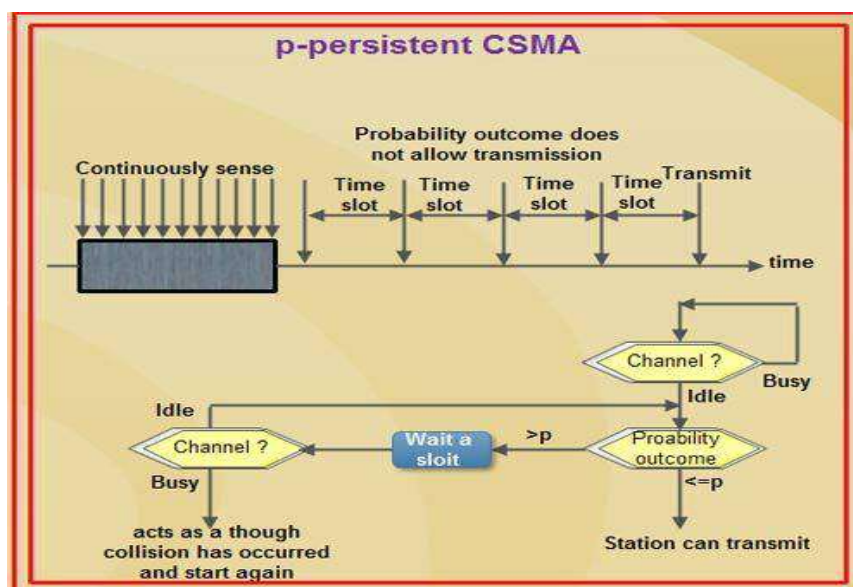 p-persistent CSMA
Probability outcome does
not allow transmission
Continuously sense
Time
slot
Time
slot
Time
slot
Time
slot
Transmit
time
Channel ?
Busy
Idle
Proability
outcome
>p
<=p
Wait a
sloit
Idle
Channel ?
Busy
acts as a though
collision has occurred
and start again
Station can transmit